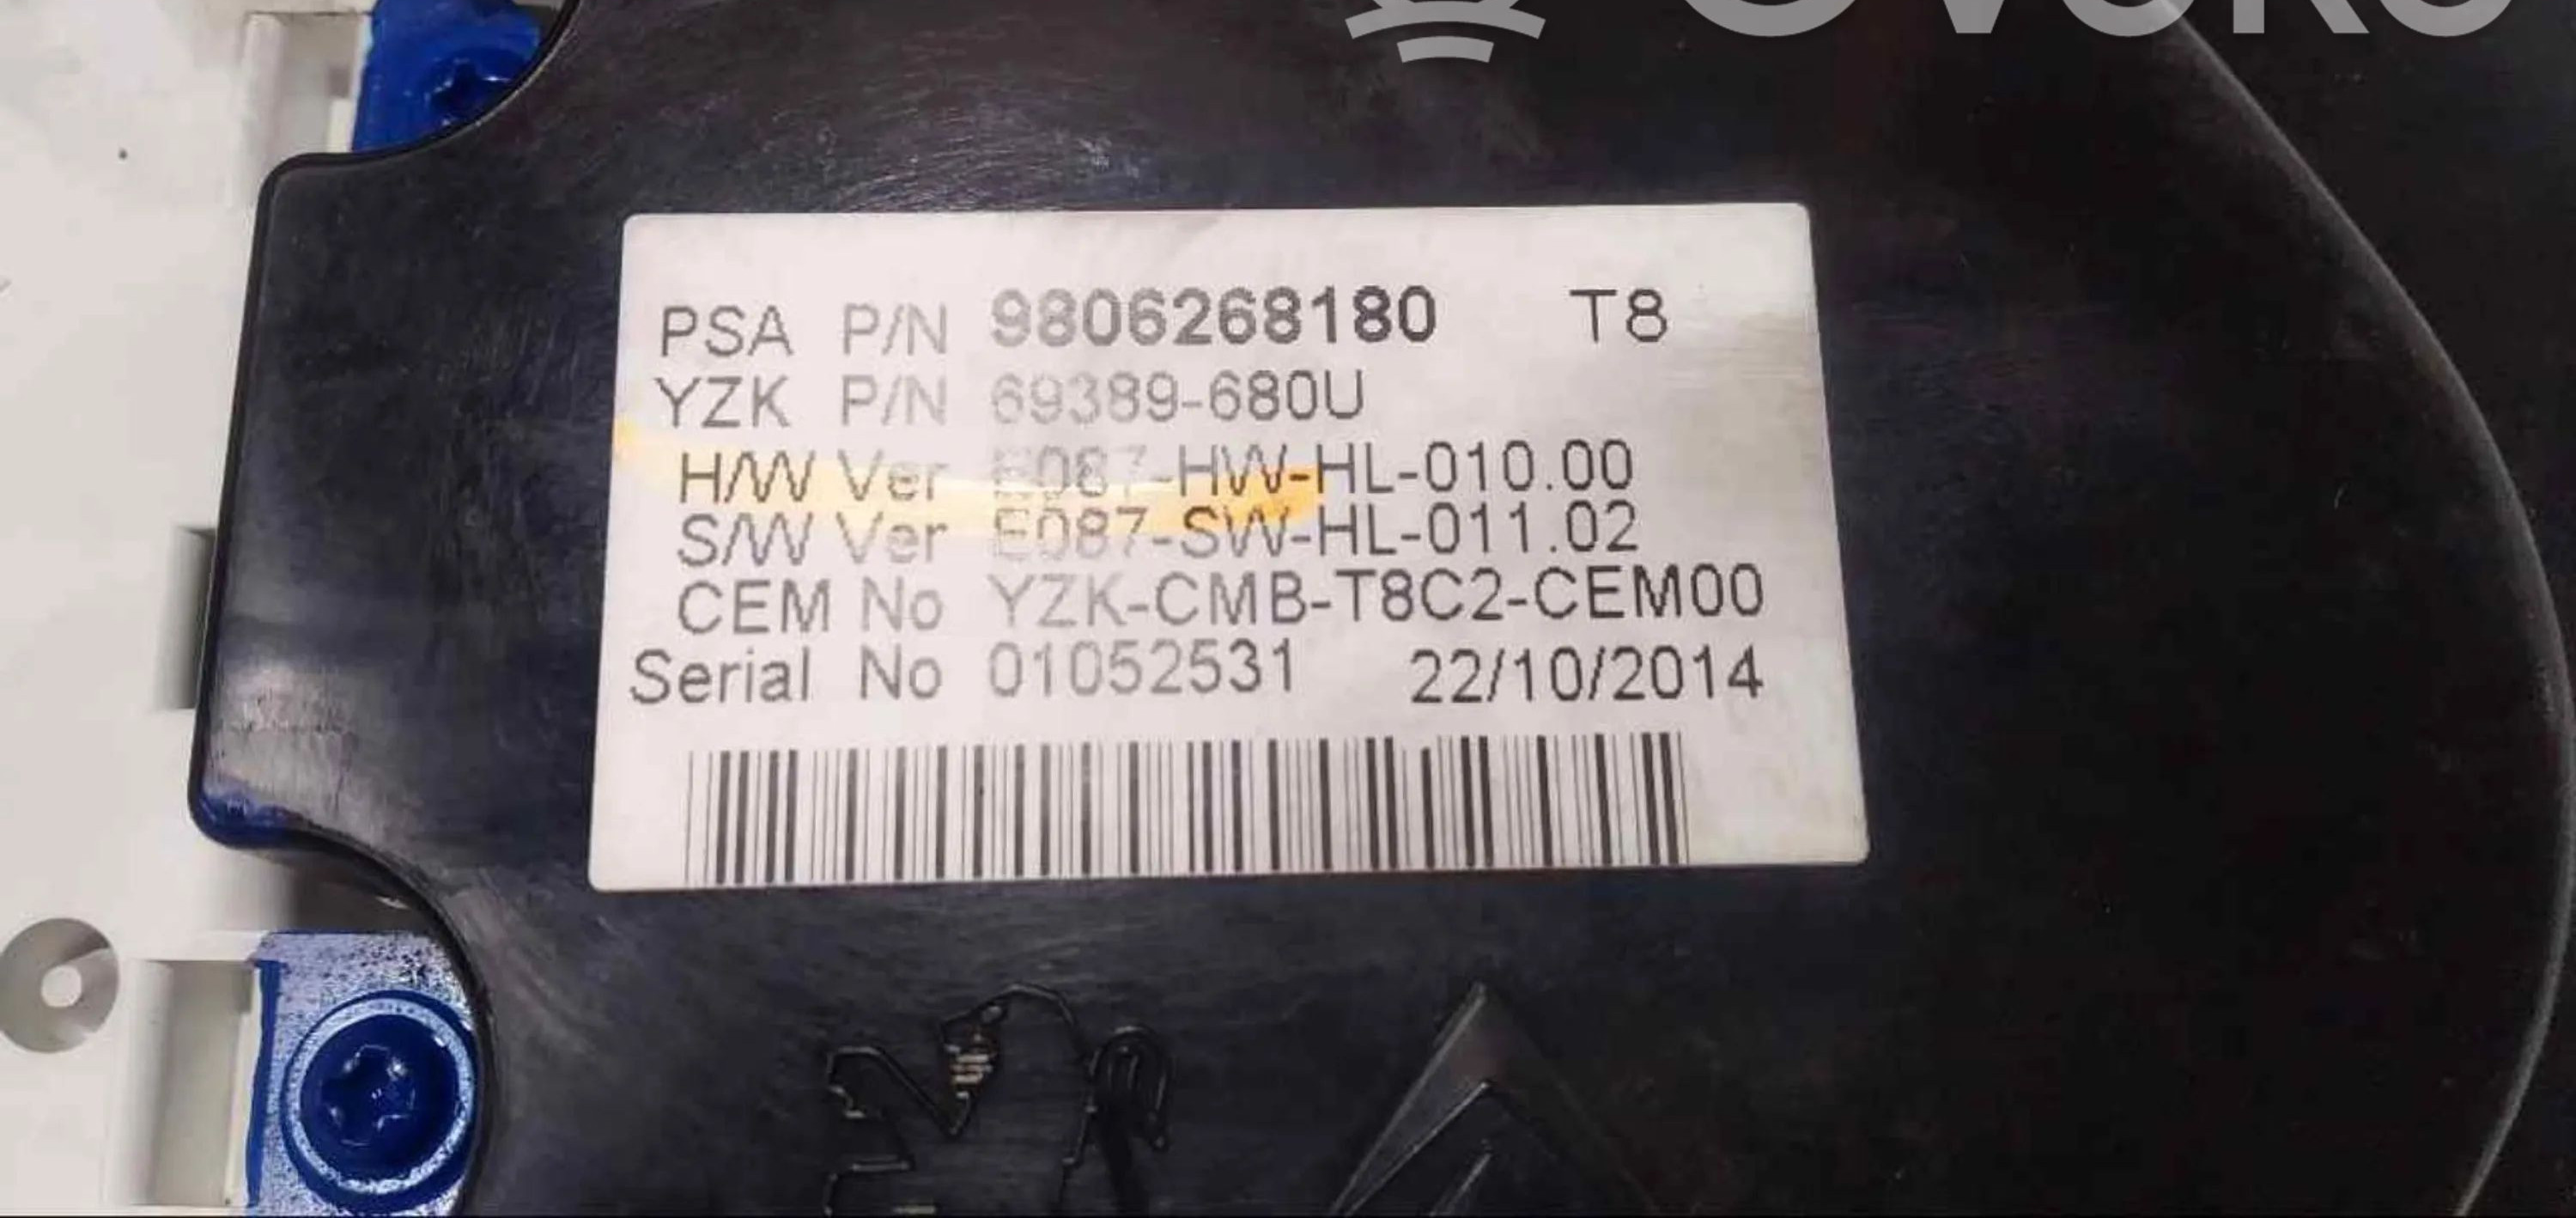 PSA P/N 9806268180 T8
YZK P/N 69389-680U
H/W Ver E087-HW-HL-010.00
S/W Ver E087-SW-HL-011.02
CEM No YZK-CMB-T8C2-CEM00
Serial No 01052531 22/10/2014